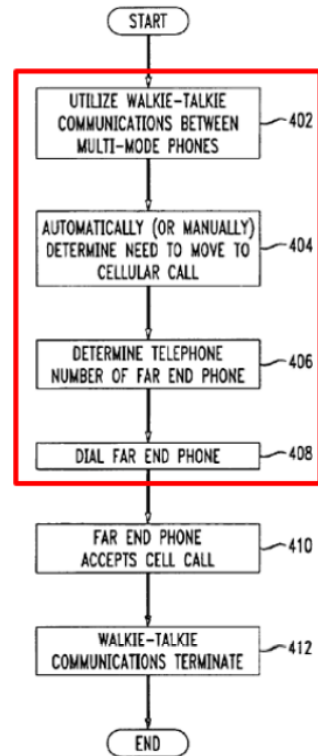 START
UTILIZE WALKIE-TALKIE
COMMUNICATIONS BETWEEN
MULTI-MODE PHONES
402
AUTOMATICALLY (OR MANUALLY)
DETERMINE NEED TO MOVE TO
CELLULAR CALL
404
DETERMINE TELEPHONE
NUMBER OF FAR END PHONE
406
DIAL FAR END PHONE
408
FAR END PHONE
ACCEPTS CELL CALL
410
WALKIE-TALKIE
COMMUNICATIONS TERMINATE
412
END